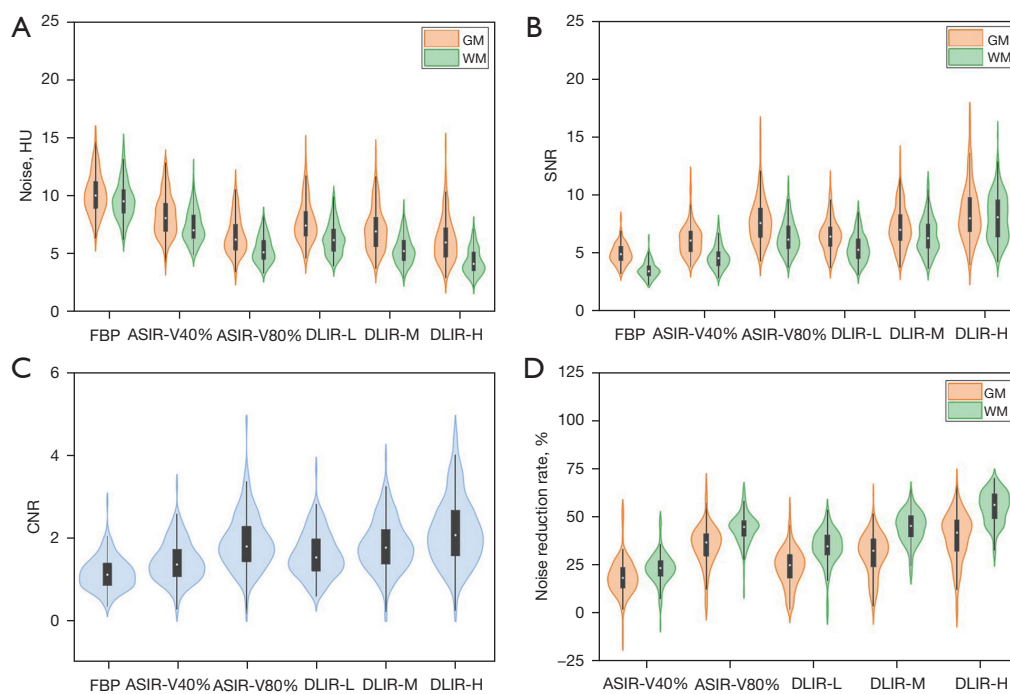 A
Noise, HU
25
20
15
10
5
0
GM
WM
FBP ASIR-V40% ASIR-V80% DLIR-L DLIR-M DLIR-H
B
SNR
25
20
15
10
5
0
GM
WM
FBP ASIR-V40% ASIR-V80% DLIR-L DLIR-M DLIR-H
C
CNR
6
4
2
0
FBP ASIR-V40% ASIR-V80% DLIR-L DLIR-M DLIR-H
D
Noise reduction rate, %
125
100
75
50
25
0
−25
GM
WM
ASIR-V40% ASIR-V80% DLIR-L DLIR-M DLIR-H